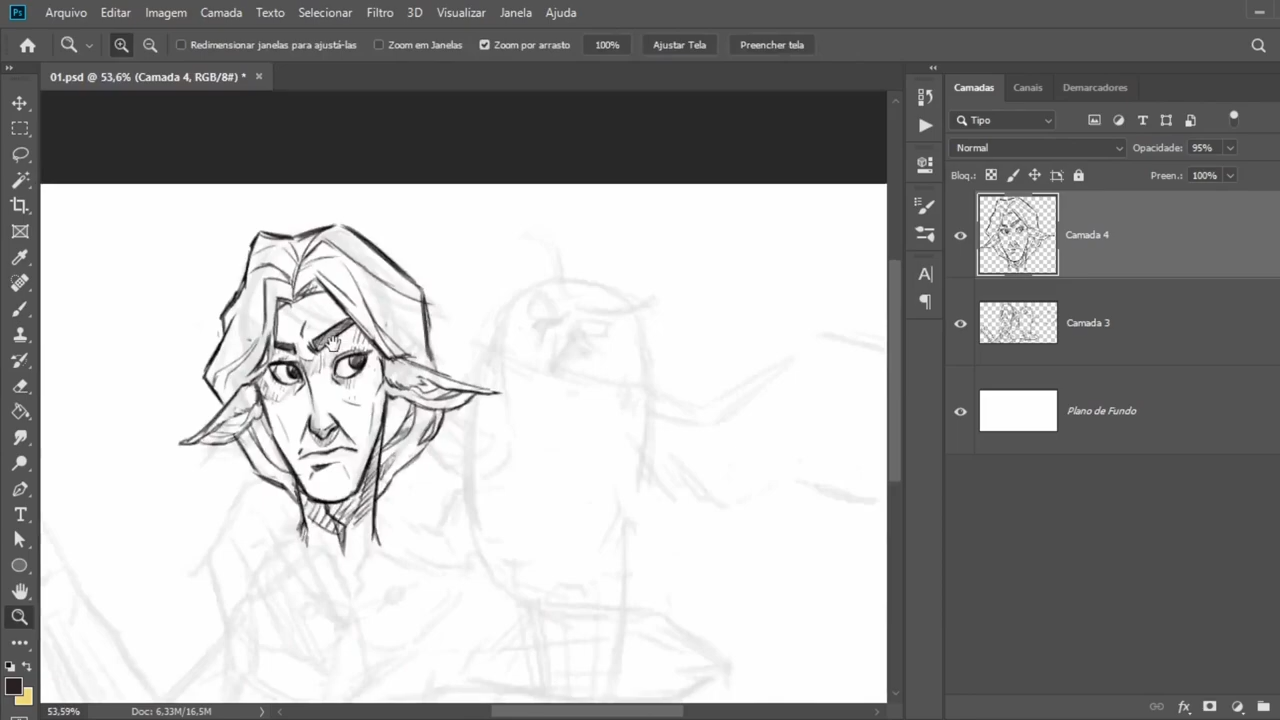 Ps Arquivo Editar Imagem Camada Texto Selecionar Filtro 3D Visualizar Janela Ajuda
Redimensionar janelas para ajustá-las Zoom em Janelas Zoom por arrasto 100% Ajustar Tela Preencher tela
01.psd @ 53,6% (Camada 4, RGB/8#) *
Camadas Canais Demarcadores
Tipo
Normal Opacidade: 95%
Bloq.: Preen.: 100%
Camada 4
Camada 3
Plano de Fundo
53,59% Doc: 6,33M/16,5M